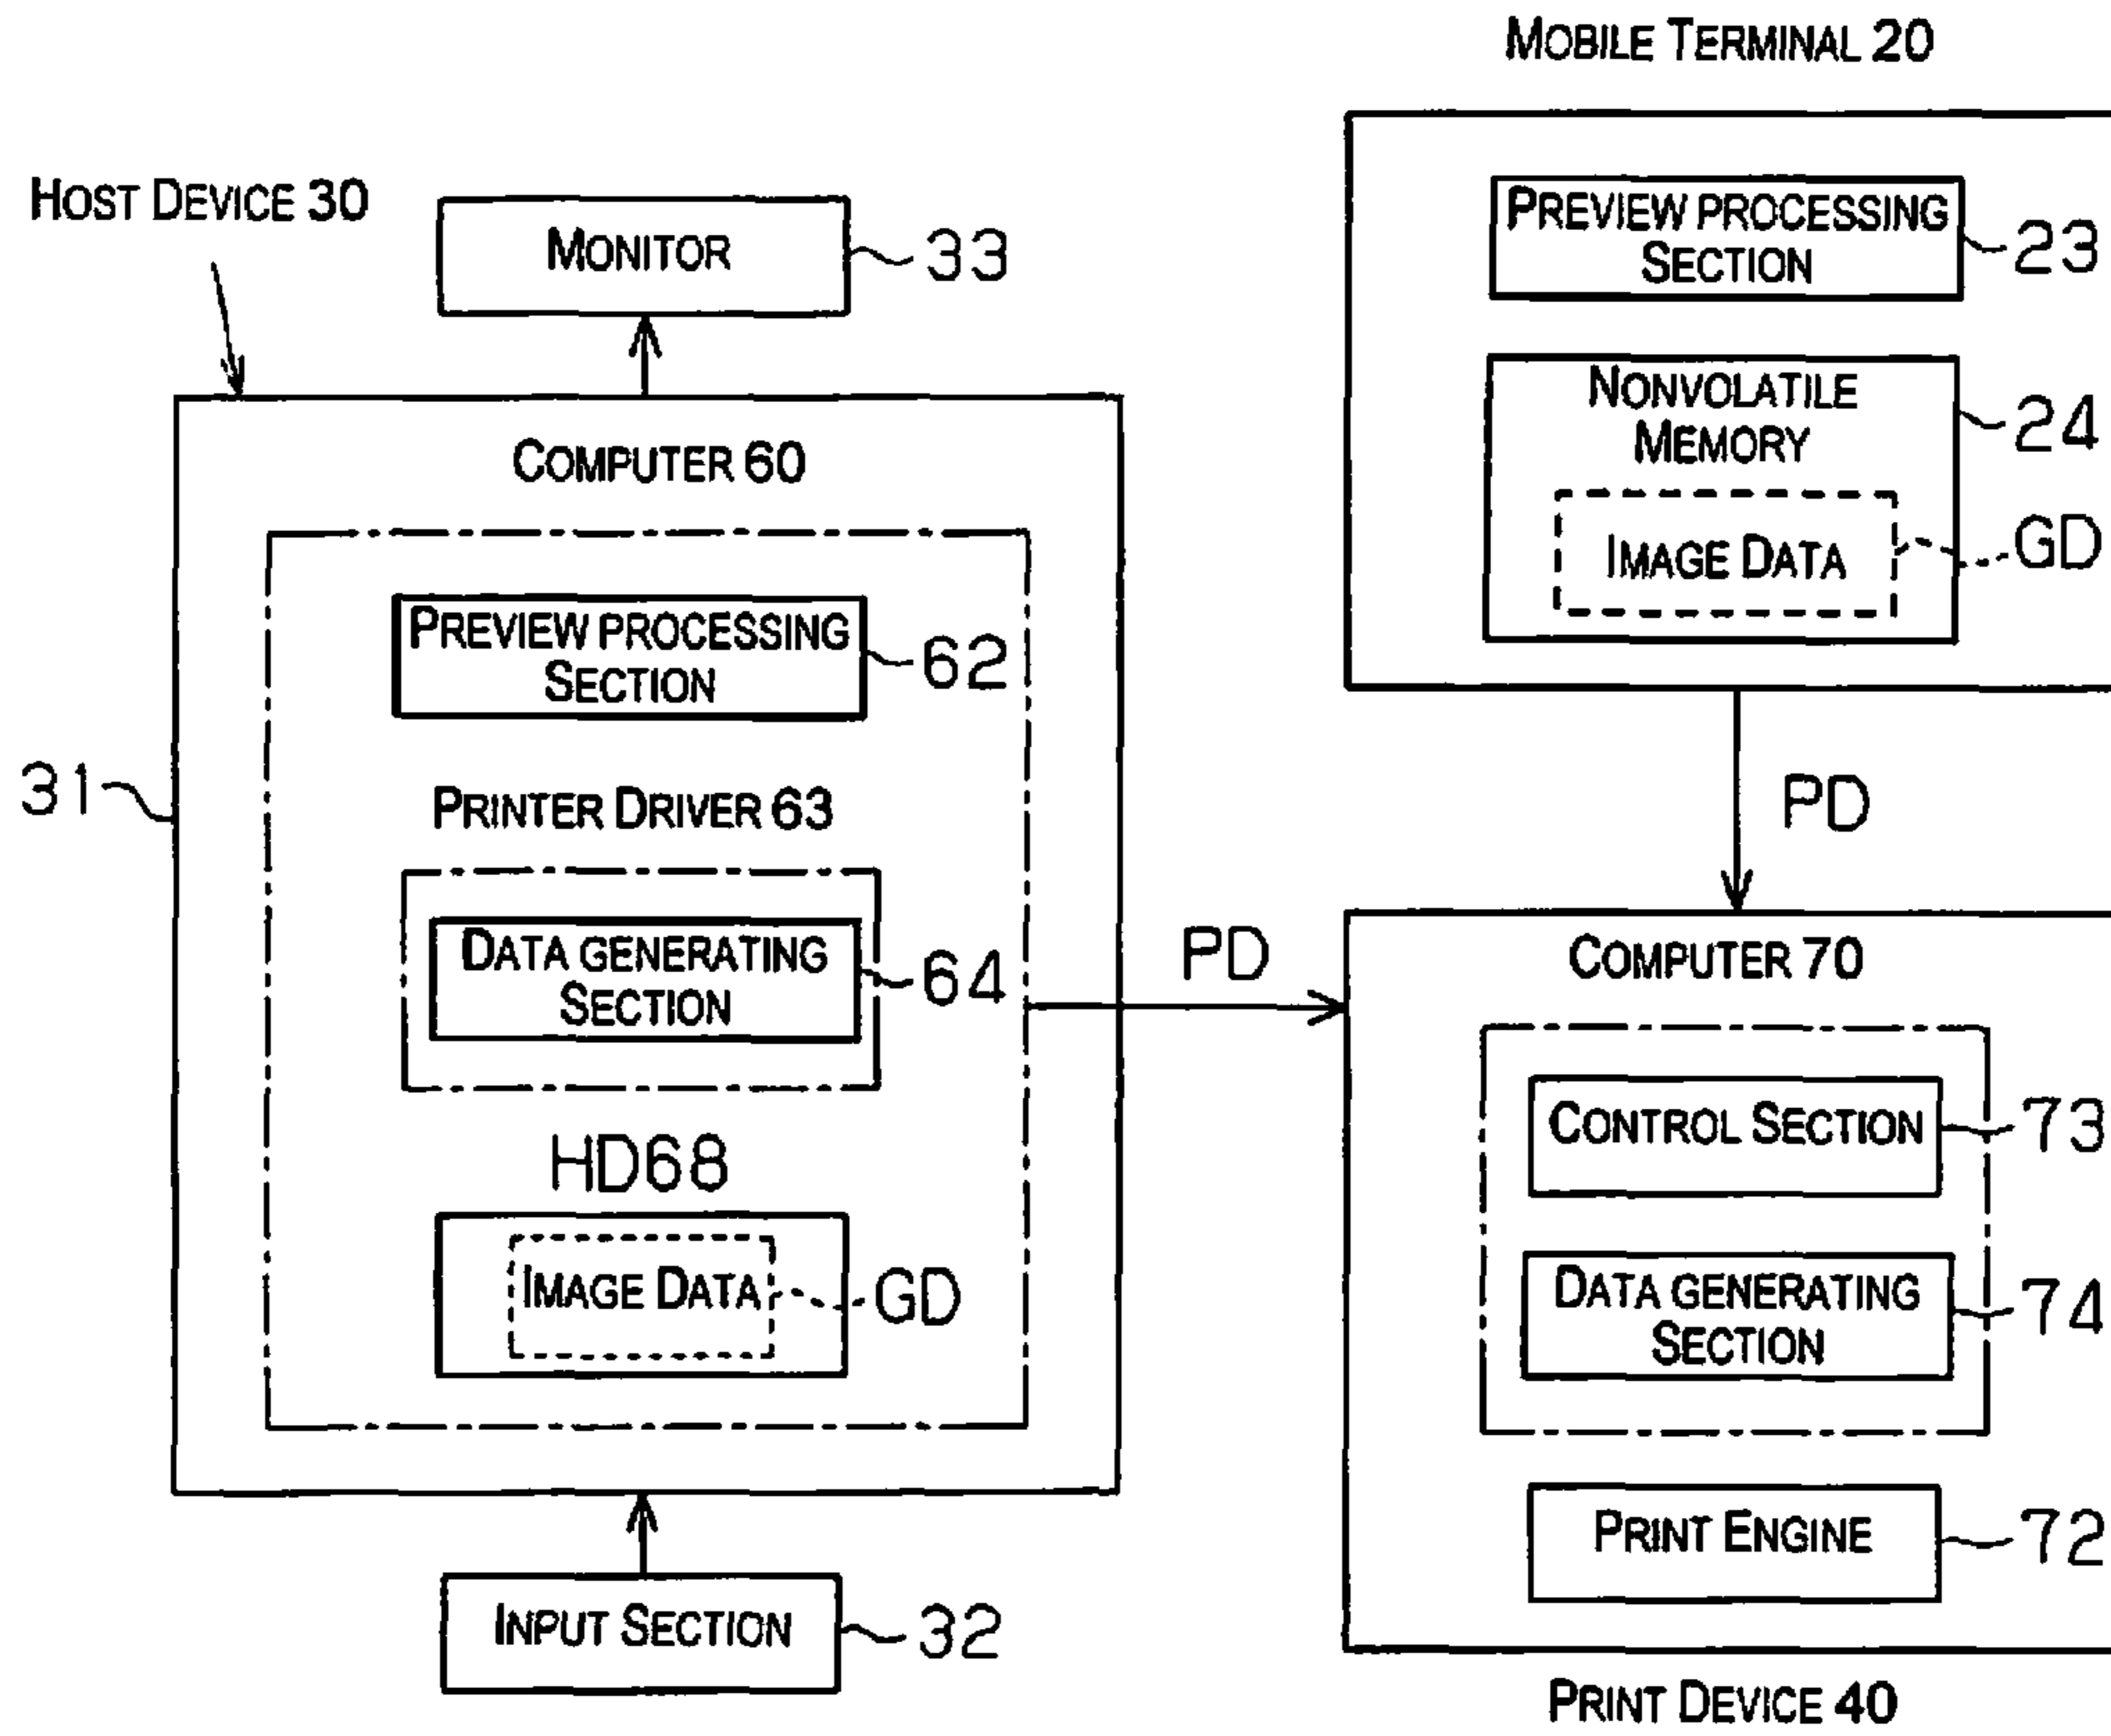 HOST DEVICE 30
MONITOR
33
COMPUTER 60
PREVIEW PROCESSING
SECTION
62
31
PRINTER DRIVER 63
DATA GENERATING
SECTION
64
HD68
IMAGE DATA
GD
INPUT SECTION
32
PD
MOBILE TERMINAL 20
PREVIEW PROCESSING
SECTION
23
NONVOLATILE
MEMORY
24
IMAGE DATA
GD
PD
COMPUTER 70
CONTROL SECTION
73
DATA GENERATING
SECTION
74
PRINT ENGINE
72
PRINT DEVICE 40